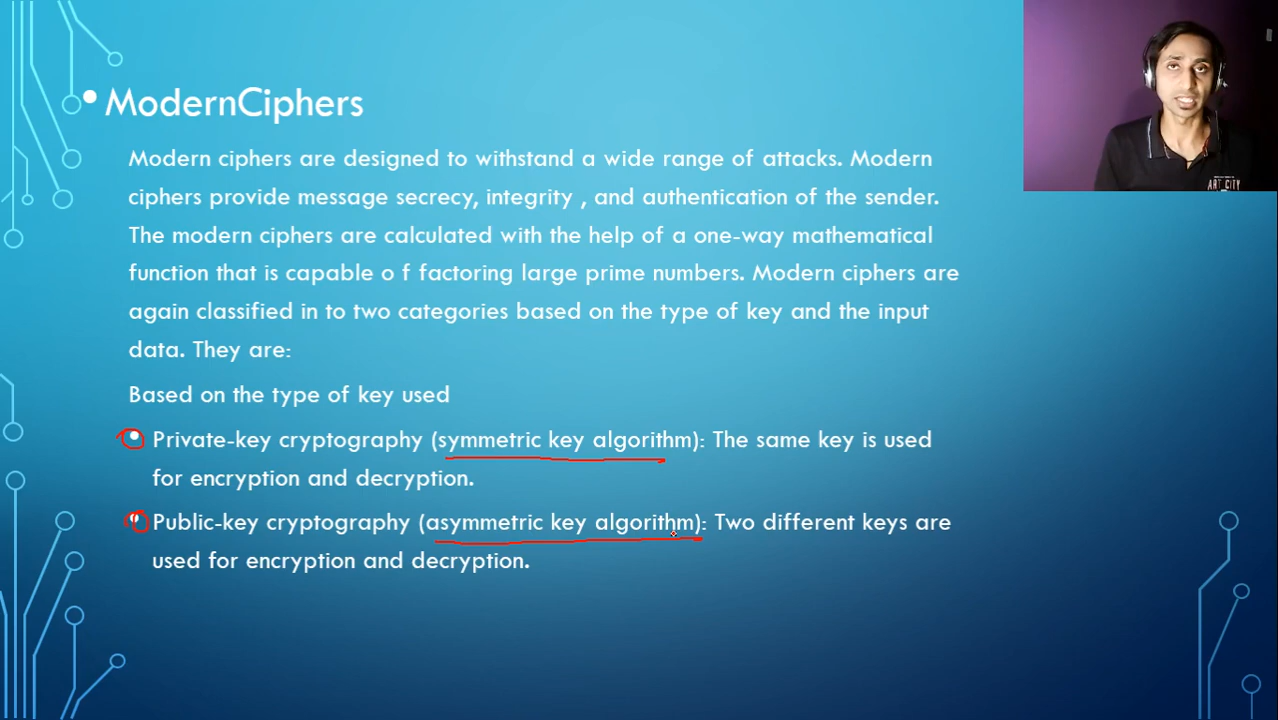 ModernCiphers
Modern ciphers are designed to withstand a wide range of attacks. Modern
ciphers provide message secrecy, integrity , and authentication of the sender.
The modern ciphers are calculated with the help of a one-way mathematical
function that is capable o f factoring large prime numbers. Modern ciphers are
again classified in to two categories based on the type of key and the input
data. They are:
Based on the type of key used
Private-key cryptography (symmetric key algorithm): The same key is used
for encryption and decryption.
Public-key cryptography (asymmetric key algorithm): Two different keys are
used for encryption and decryption.
ART CITY